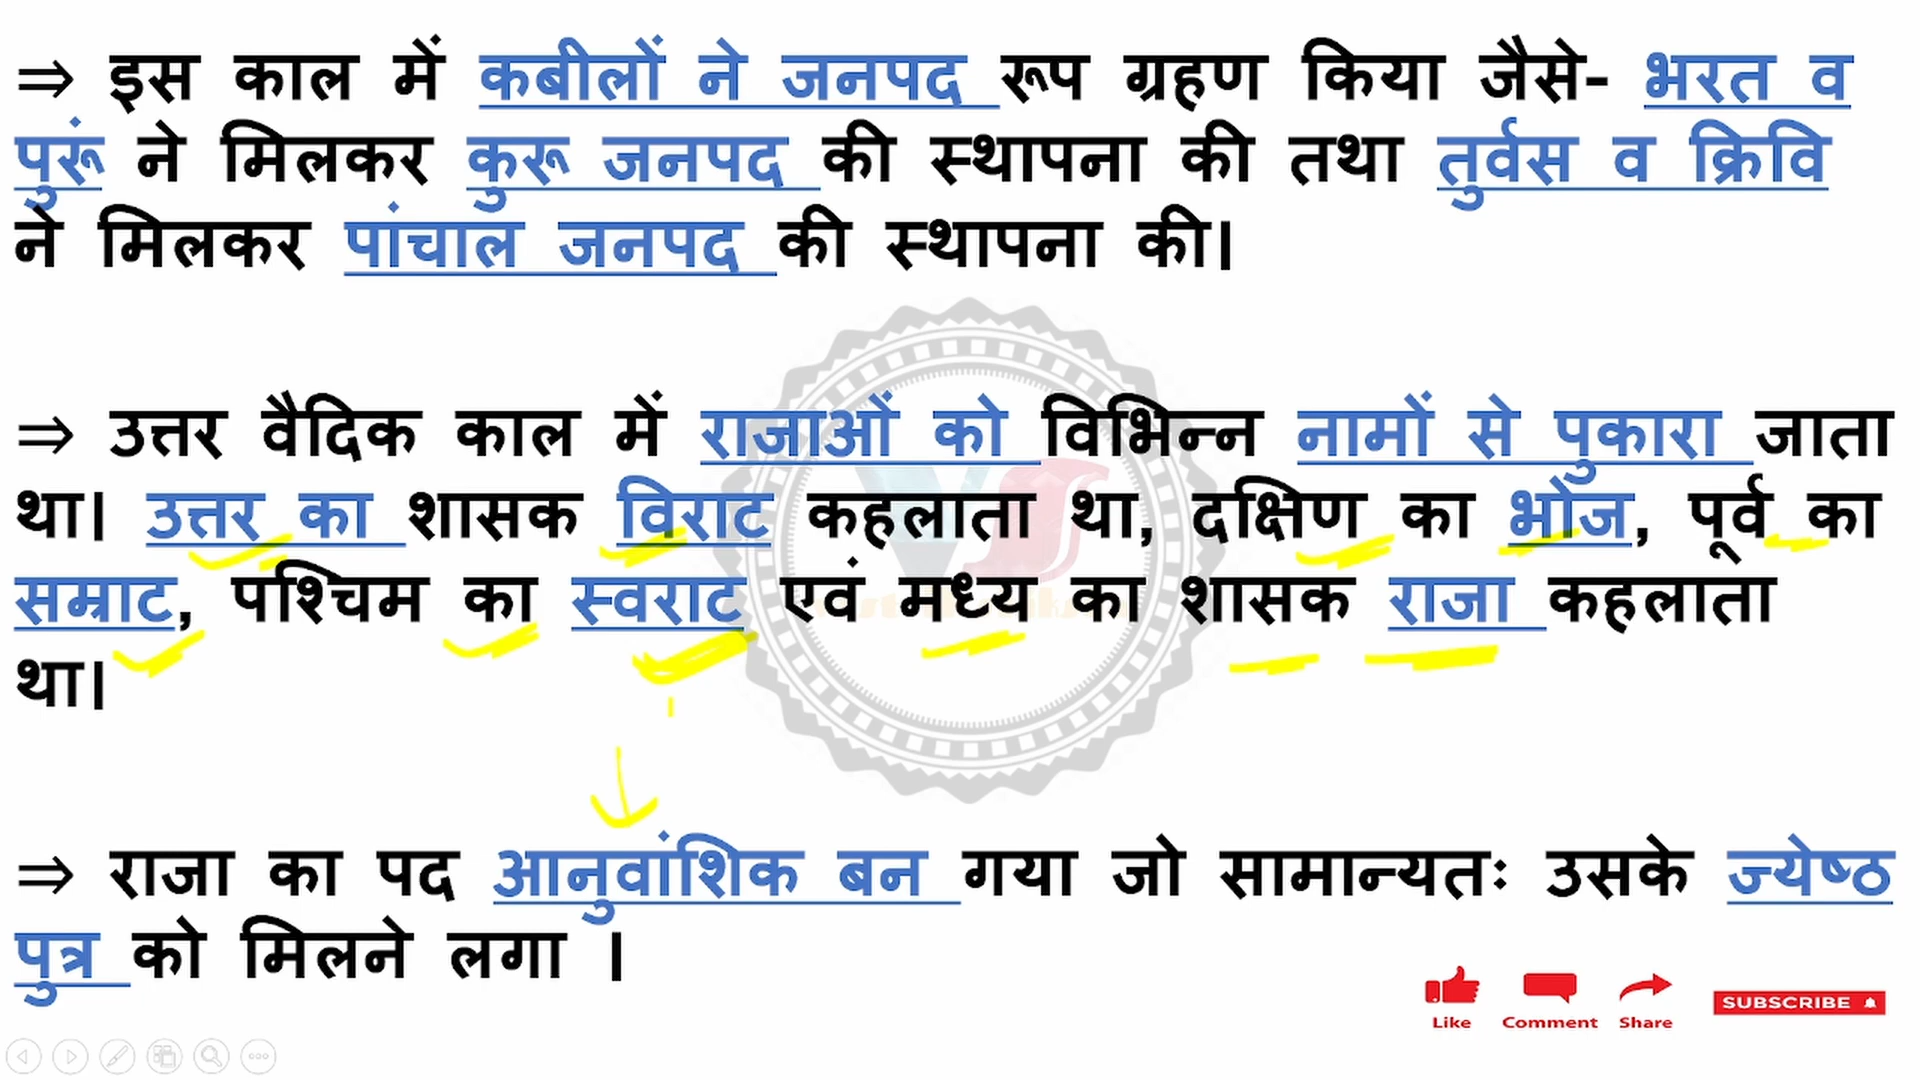 ⇒ इस काल में कबीलों ने जनपद रूप ग्रहण किया जैसे- भरत व
पुरूं ने मिलकर कुरू जनपद की स्थापना की तथा तुर्वस व क्रिवि
ने मिलकर पांचाल जनपद की स्थापना की।
⇒ उत्तर वैदिक काल में राजाओं को विभिन्न नामों से पुकारा जाता
था। उत्तर का शासक विराट कहलाता था, दक्षिण का भोज, पूर्व का
सम्राट, पश्चिम का स्वराट एवं मध्य का शासक राजा कहलाता
था।
⇒ राजा का पद आनुवांशिक बन गया जो सामान्यतः उसके ज्येष्ठ
पुत्र को मिलने लगा ।
Like Comment Share SUBSCRIBE